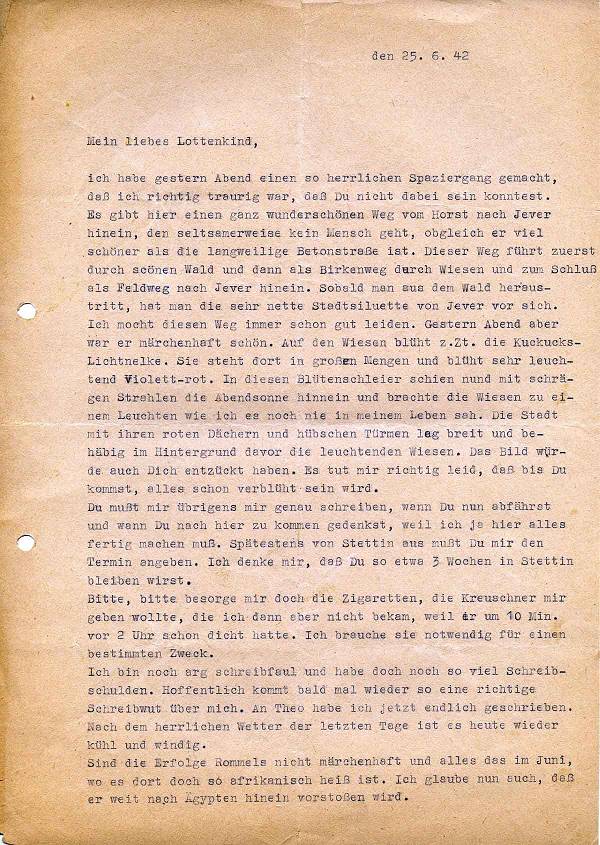 den 25. 6. 42
Mein liebes Lottenkind,
ich habe gestern Abend einen so herrlichen Spaziergang gemacht,
daß ich richtig traurig war, daß Du nicht dabei sein konntest.
Es gibt hier einen ganz wunderschönen Weg vom Horst nach Jever
hinein, den seltsamerweise kein Mensch geht, obgleich er viel
schöner als die langweilige Betonstraße ist. Dieser Weg führt zuerst
durch scönen Wald und dann als Birkenweg durch Wiesen und zum Schluß
als Feldweg nach Jever hinein. Sobald man aus dem Wald heraus-
tritt, hat man die sehr nette Stadtsiluette von Jever vor sich.
Ich mocht diesen Weg immer schon gut leiden. Gestern Abend aber
war er märchenhaft schön. Auf den Wiesen blüht z.Zt. die Kuckucks-
Lichtnelke. Sie steht dort in großen Mengen und blüht sehr leuch-
tend Violett-rot. In diesen Blütenschleier schien nund mit schrä-
gen Strahlen die Abendsonne hinnein und brachte die Wiesen zu ei-
nem Leuchten wie ich es noch nie in meinem Leben sah. Die Stadt
mit ihren roten Dächern und hübschen Türmen lag breit und be-
häbig im Hintergrund davor die leuchtenden Wiesen. Das Bild wür-
de auch Dich entzückt haben. Es tut mir richtig leid, daß bis Du
kommst, alles schon verblüht sein wird.
Du mußt mir übrigens mir genau schreiben, wann Du nun abfährst
und wann Du nach hier zu kommen gedenkst, weil ich ja hier alles
fertig machen muß. Spätestens von Stettin aus mußt Du mir den
Termin angeben. Ich denke mir, daß Du so etwa 3 Wochen in Stettin
bleiben wirst.
Bitte, bitte besorge mir doch die Zigaretten, die Kreuschner mir
geben wollte, die ich dann aber nicht bekam, weil er um 10 Min.
vor 2 Uhr schon dicht hatte. Ich brauche sie notwendig für einen
bestimmten Zweck.
Ich bin noch arg schreibfaul und habe doch noch so viel Schreib-
schulden. Hoffentlich kommt bald mal wieder so eine richtige
Schreibwut über mich. An Theo habe ich jetzt endlich geschrieben.
Nach dem herrlichen Wetter der letzten Tage ist es heute wieder
kühl und windig.
Sind die Erfolge Rommels nicht märchenhaft und alles das im Juni,
wo es dort doch so afrikanisch heiß ist. Ich glaube nun auch, daß
er weit nach Ägypten hinein vorstoßen wird.